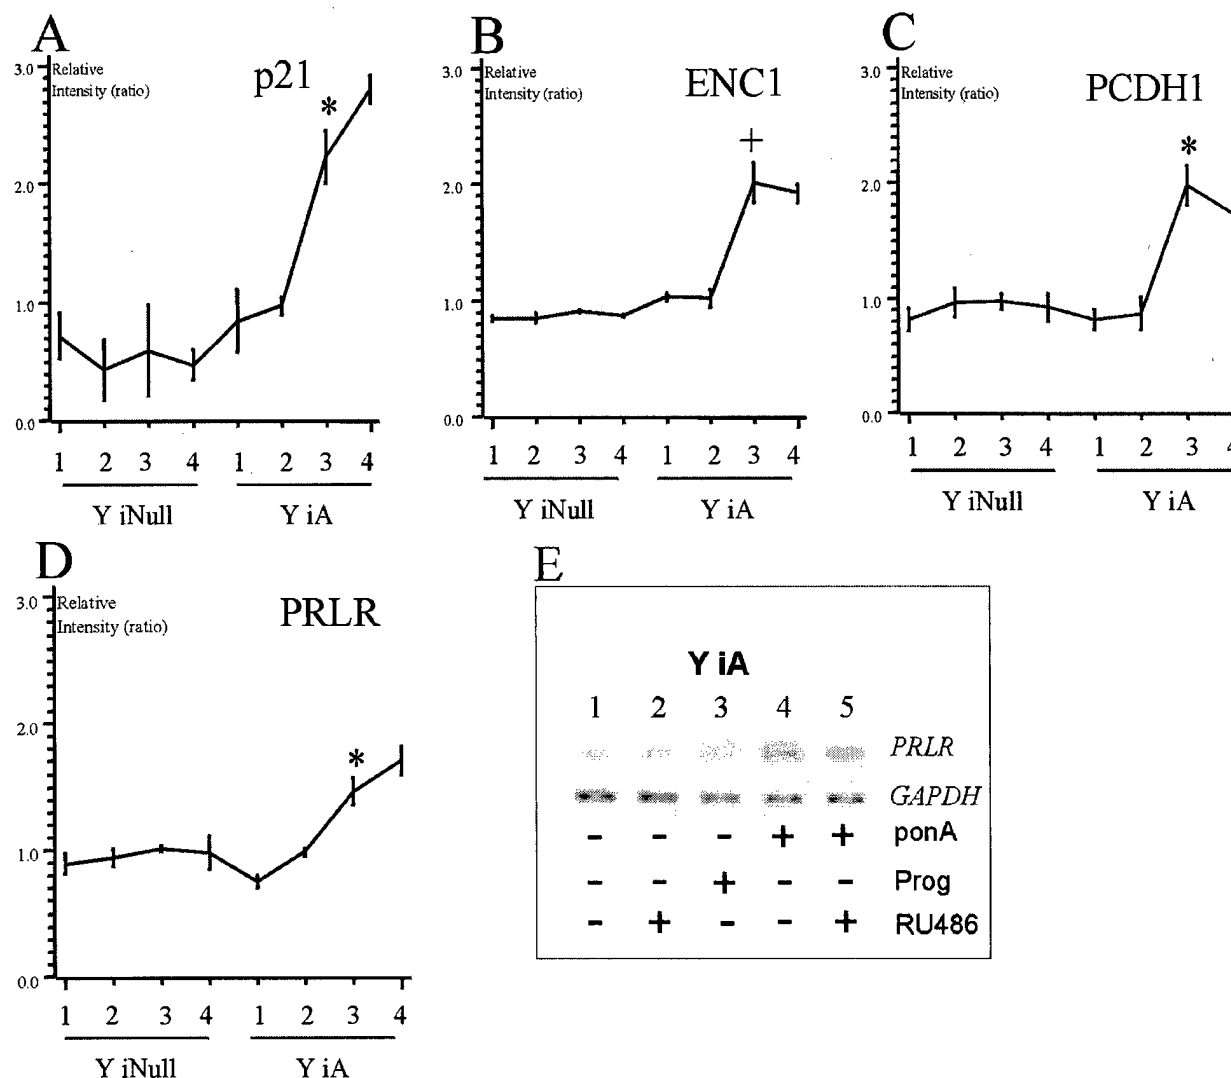 A
3.0
Relative
Intensity (ratio)
p21
*
2.0
1.0
0.0
1 2 3 4 1 2 3 4
Y iNull Y iA
B
3.0
Relative
Intensity (ratio)
ENC1
+
2.0
1.0
0.0
1 2 3 4 1 2 3 4
Y iNull Y iA
C
3.0
Relative
Intensity (ratio)
PCDH1
*
2.0
1.0
0.0
1 2 3 4 1 2 3 4
Y iNull Y iA
D
3.0
Relative
Intensity (ratio)
PRLR
2.0
*
1.0
0.0
1 2 3 4 1 2 3 4
Y iNull Y iA
E
Y iA
1 2 3 4 5
PRLR
GAPDH
- - - + + ponA
- - + - - Prog
- + - - + RU486